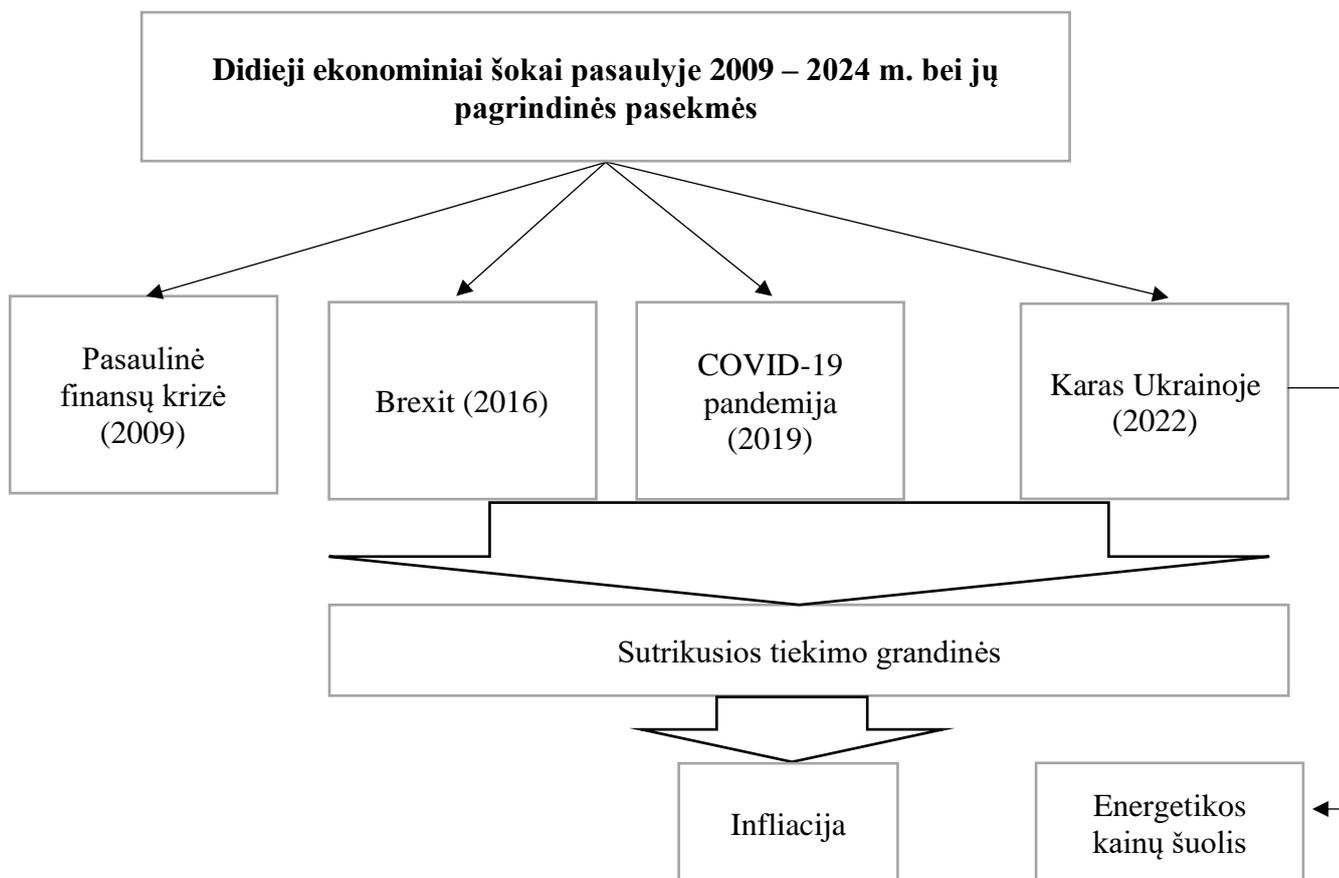 Didieji ekonominiai šokai pasaulyje 2009 – 2024 m. bei jų
pagrindinės pasekmės
Pasaulinė
finansų krizė
(2009)
Brexit (2016)
COVID-19
pandemija
(2019)
Karas Ukrainoje
(2022)
Sutrikusios tiekimo grandinės
Infliacija
Energetikos
kainų šuolis